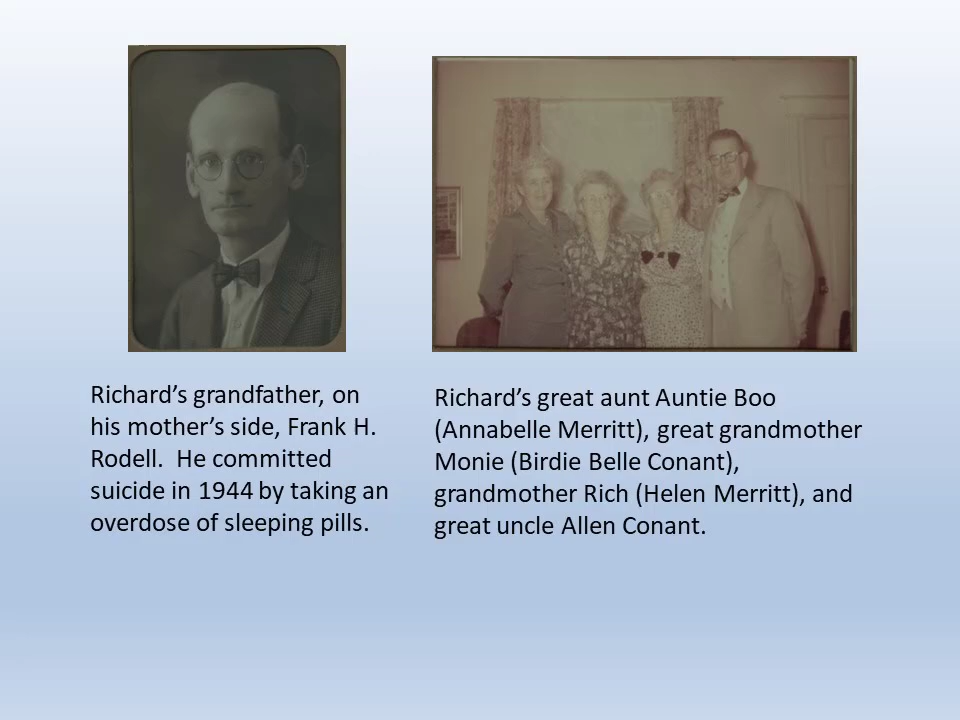 Richard’s grandfather, on
his mother’s side, Frank H.
Rodell.  He committed
suicide in 1944 by taking an
overdose of sleeping pills.
Richard’s great aunt Auntie Boo
(Annabelle Merritt), great grandmother
Monie (Birdie Belle Conant),
grandmother Rich (Helen Merritt), and
great uncle Allen Conant.